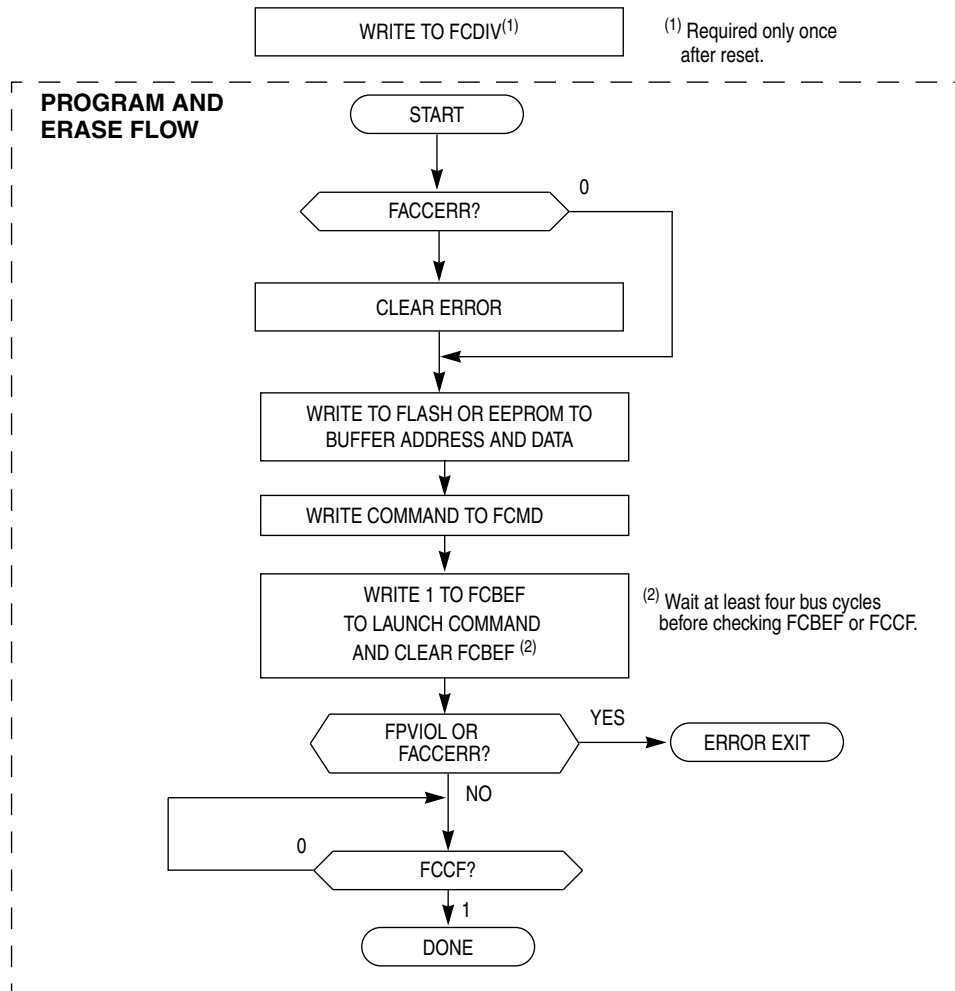 WRITE TO FCDIV(1)
(1) Required only once
after reset.
PROGRAM AND
ERASE FLOW
START
FACCERR?
0
CLEAR ERROR
WRITE TO FLASH OR EEPROM TO
BUFFER ADDRESS AND DATA
WRITE COMMAND TO FCMD
WRITE 1 TO FCBEF
TO LAUNCH COMMAND
AND CLEAR FCBEF (2)
(2) Wait at least four bus cycles
before checking FCBEF or FCCF.
FPVIOL OR
FACCERR?
YES
ERROR EXIT
NO
0
FCCF?
1
DONE